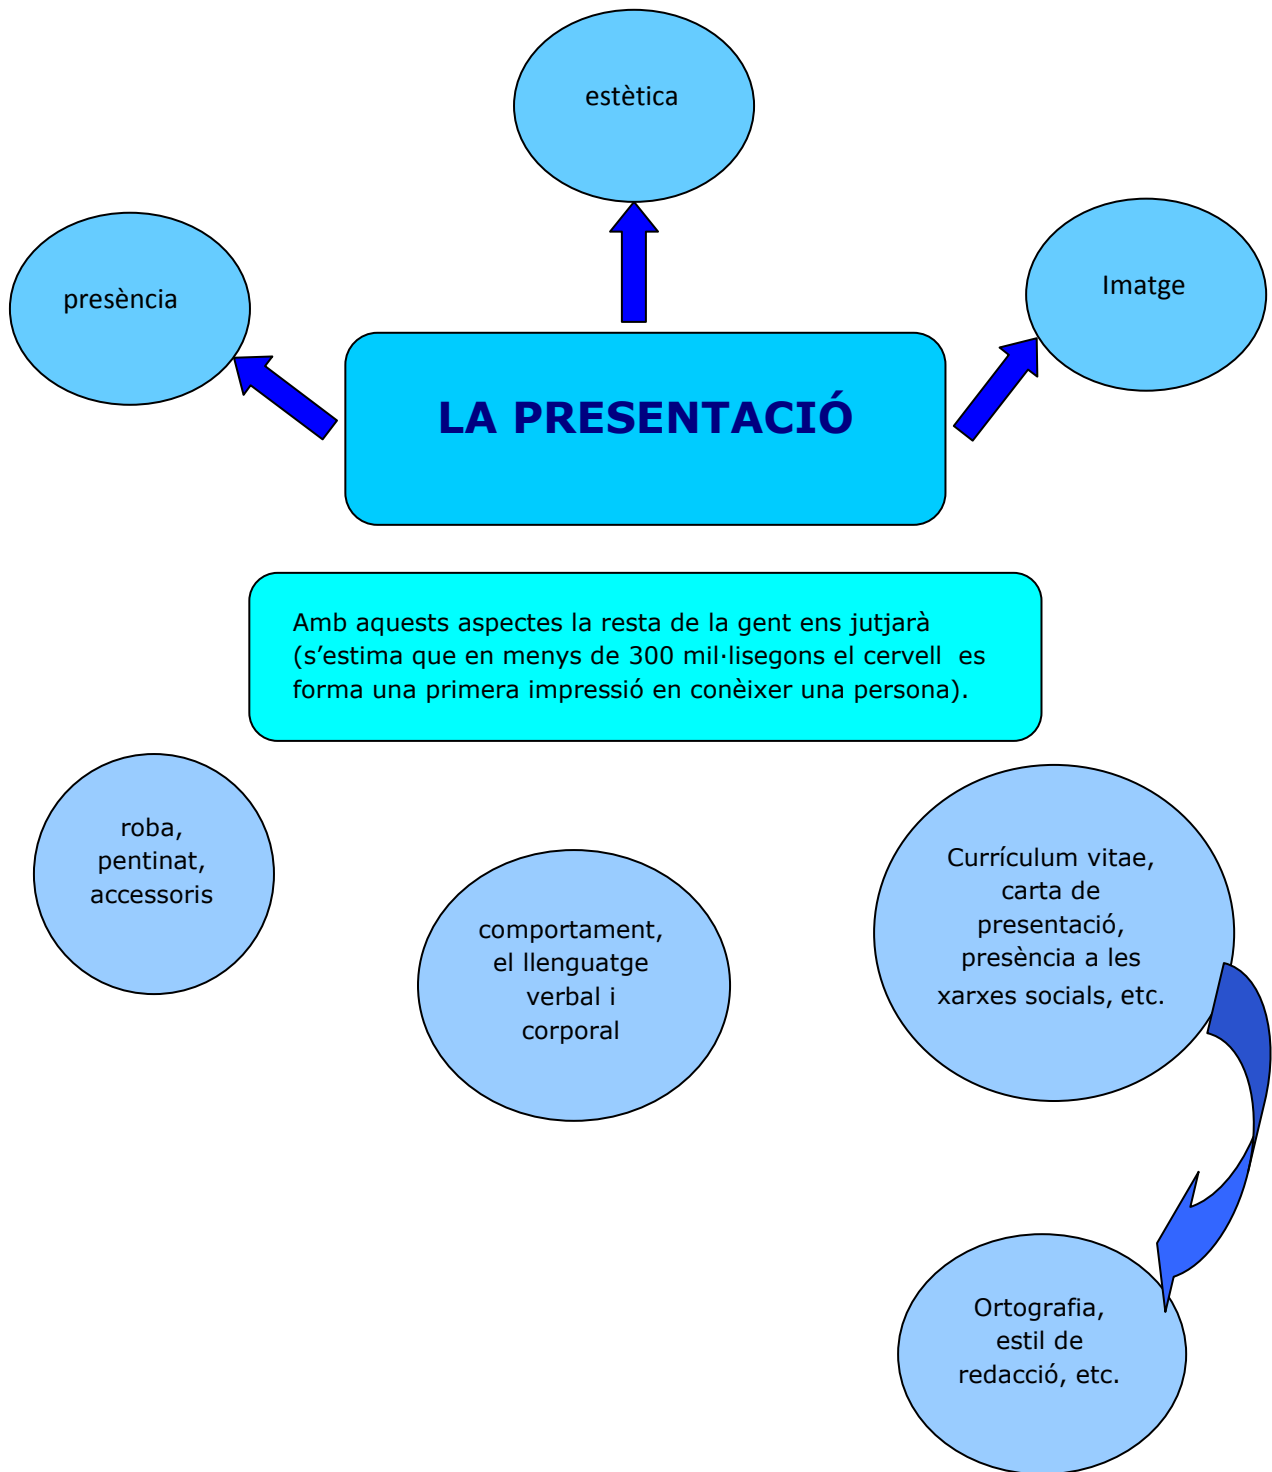 estètica
presència
Imatge
LA PRESENTACIÓ
Amb aquests aspectes la resta de la gent ens jutjarà
(s’estima que en menys de 300 mil·lisegons el cervell  es
forma una primera impressió en conèixer una persona).
roba,
pentinat,
accessoris
comportament,
el llenguatge
verbal i
corporal
Currículum vitae,
carta de
presentació,
presència a les
xarxes socials, etc.
Ortografia,
estil de
redacció, etc.